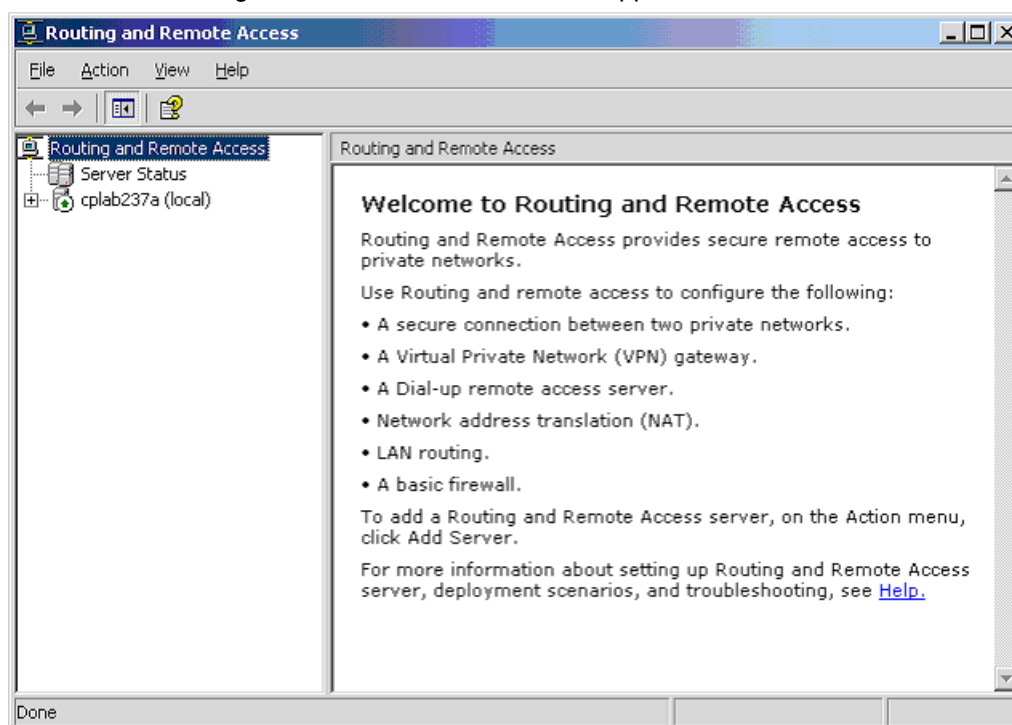 Routing and Remote Access
File Action View Help
Routing and Remote Access
Server Status
cplab237a (local)
Routing and Remote Access
Welcome to Routing and Remote Access
Routing and Remote Access provides secure remote access to
private networks.
Use Routing and remote access to configure the following:
• A secure connection between two private networks.
• A Virtual Private Network (VPN) gateway.
• A Dial-up remote access server.
• Network address translation (NAT).
• LAN routing.
• A basic firewall.
To add a Routing and Remote Access server, on the Action menu,
click Add Server.
For more information about setting up Routing and Remote Access
server, deployment scenarios, and troubleshooting, see Help.
Done